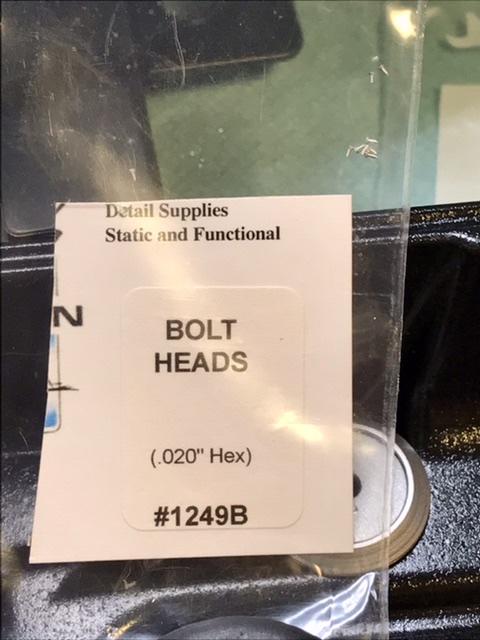 Detail Supplies
Static and Functional
N
BOLT
HEADS
(.020" Hex)
#1249B